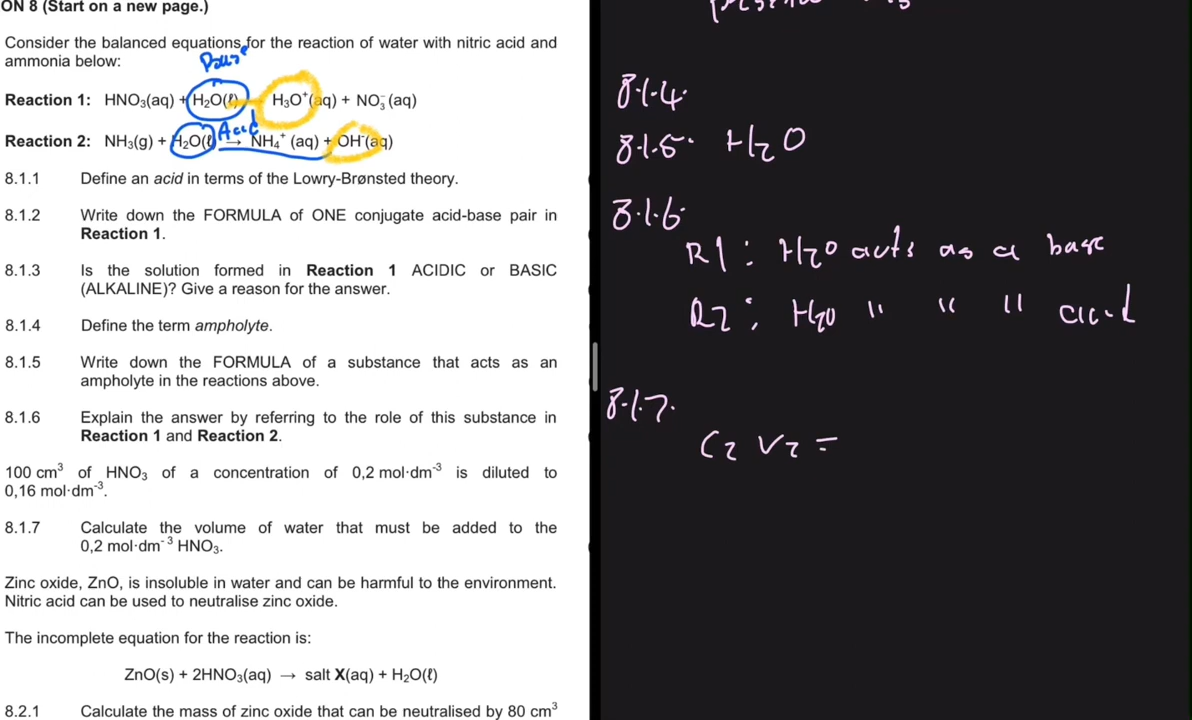 ON 8 (Start on a new page.)
Consider the balanced equations for the reaction of water with nitric acid and
ammonia below:
Reaction 1: HNO₃(aq) + H₂O(ℓ) H₃O⁺(aq) + NO₃⁻(aq)
Acid
Reaction 2: NH₃(g) + H₂O(ℓ) → NH₄⁺(aq) + OH⁻(aq)
8.1.1 Define an acid in terms of the Lowry-Brønsted theory.
8.1.2 Write down the FORMULA of ONE conjugate acid-base pair in
Reaction 1.
8.1.3 Is the solution formed in Reaction 1 ACIDIC or BASIC
(ALKALINE)? Give a reason for the answer.
8.1.4 Define the term ampholyte.
8.1.5 Write down the FORMULA of a substance that acts as an
ampholyte in the reactions above.
8.1.6 Explain the answer by referring to the role of this substance in
Reaction 1 and Reaction 2.
100 cm³ of HNO₃ of a concentration of 0,2 mol·dm⁻³ is diluted to
0,16 mol·dm⁻³.
8.1.7 Calculate the volume of water that must be added to the
0,2 mol·dm⁻³ HNO₃.
Zinc oxide, ZnO, is insoluble in water and can be harmful to the environment.
Nitric acid can be used to neutralise zinc oxide.
The incomplete equation for the reaction is:
ZnO(s) + 2HNO₃(aq) → salt X(aq) + H₂O(ℓ)
8.2.1 Calculate the mass of zinc oxide that can be neutralised by 80 cm³
8.1.4.
8.1.5. H₂O
8.1.6.
R1 : H₂O acts as a base
R2 : H₂O " " " acid
8.1.7.
C₂ V₂ =